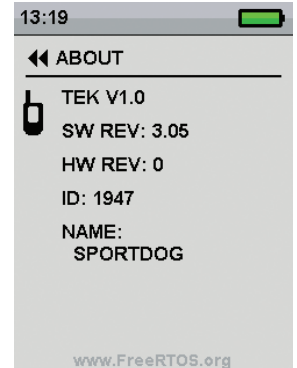 13:19
ABOUT
TEK V1.0
SW REV: 3.05
HW REV: 0
ID: 1947
NAME:
SPORTDOG
www.FreeRTOS.org